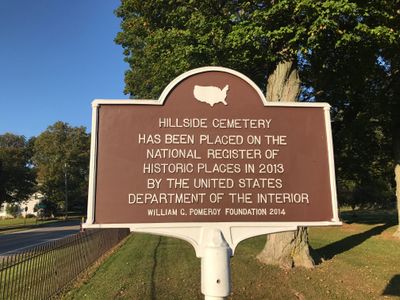 HILLSIDE CEMETERY
HAS BEEN PLACED ON THE
NATIONAL REGISTER OF
HISTORIC PLACES IN 2013
BY THE UNITED STATES
DEPARTMENT OF THE INTERIOR
WILLIAM G. POMEROY FOUNDATION 2014